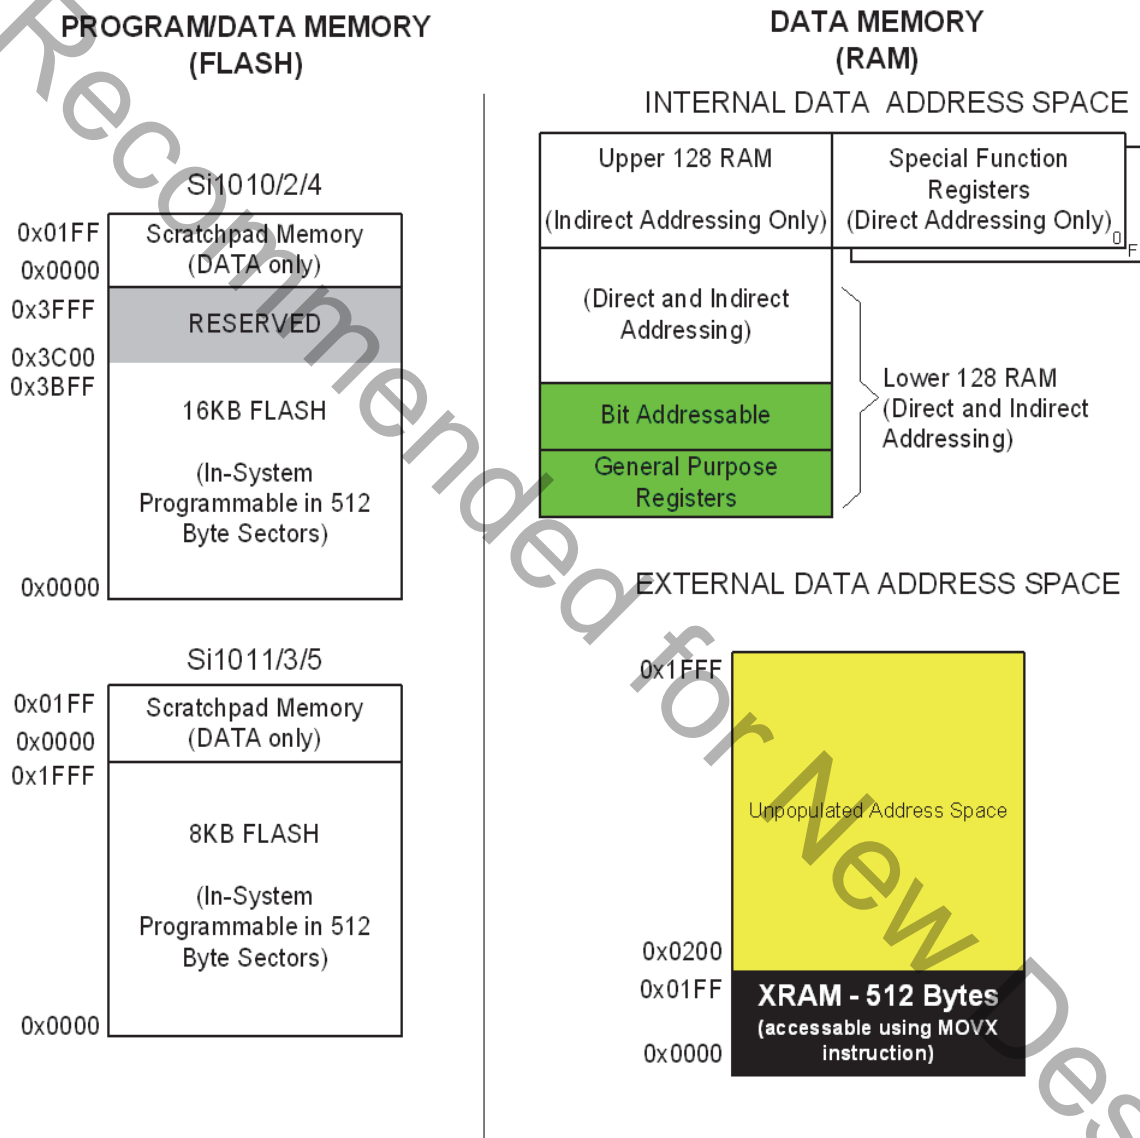 PROGRAM/DATA MEMORY
(FLASH)
Si1010/2/4
0x01FF
Scratchpad Memory
(DATA only)
0x0000
0x3FFF
RESERVED
0x3C00
0x3BFF
16KB FLASH
(In-System
Programmable in 512
Byte Sectors)
0x0000
Si1011/3/5
0x01FF
Scratchpad Memory
(DATA only)
0x0000
0x1FFF
8KB FLASH
(In-System
Programmable in 512
Byte Sectors)
0x0000
DATA MEMORY
(RAM)
INTERNAL DATA ADDRESS SPACE
Upper 128 RAM
(Indirect Addressing Only)
Special Function
Registers
(Direct Addressing Only)
0
F
(Direct and Indirect
Addressing)
Bit Addressable
General Purpose
Registers
Lower 128 RAM
(Direct and Indirect
Addressing)
EXTERNAL DATA ADDRESS SPACE
0x1FFF
Unpopulated Address Space
0x0200
0x01FF
XRAM - 512 Bytes
(accessable using MOVX
instruction)
0x0000
Recommended for New Des